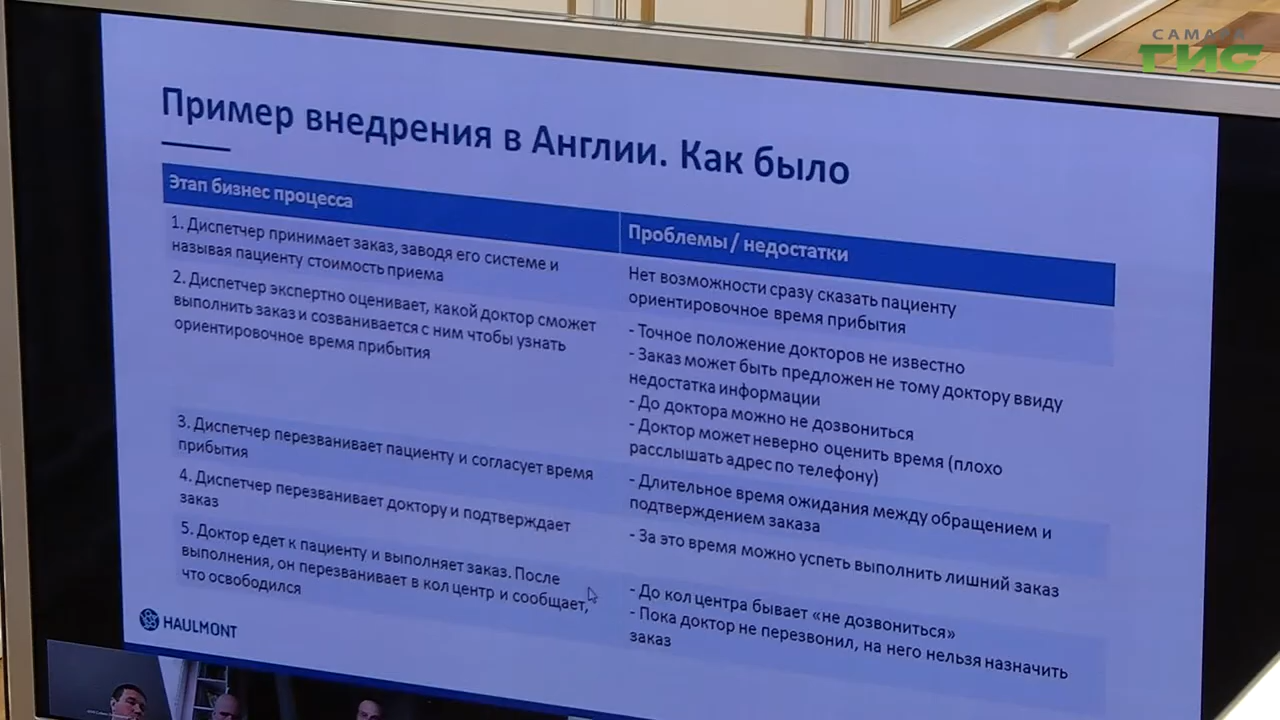 САМАРА
ГИС
Пример внедрения в Англии. Как было
Этап бизнес процесса
Проблемы / недостатки
1. Диспетчер принимает заказ, заводя его системе и
называя пациенту стоимость приема
Нет возможности сразу сказать пациенту
ориентировочное время прибытия
2. Диспетчер экспертно оценивает, какой доктор сможет
выполнить заказ и созванивается с ним чтобы узнать
ориентировочное время прибытия
- Точное положение докторов не известно
- Заказ может быть предложен не тому доктору ввиду
недостатка информации
- До доктора можно не дозвониться
- Доктор может неверно оценить время (плохо
расслышать адрес по телефону)
3. Диспетчер перезванивает пациенту и согласует время
прибытия
- Длительное время ожидания между обращением и
подтверждением заказа
4. Диспетчер перезванивает доктору и подтверждает
заказ
- За это время можно успеть выполнить лишний заказ
5. Доктор едет к пациенту и выполняет заказ. После
выполнения, он перезванивает в кол центр и сообщает,
что освободился
- До кол центра бывает «не дозвониться»
- Пока доктор не перезвонил, на него нельзя назначить
заказ
HAULMONT